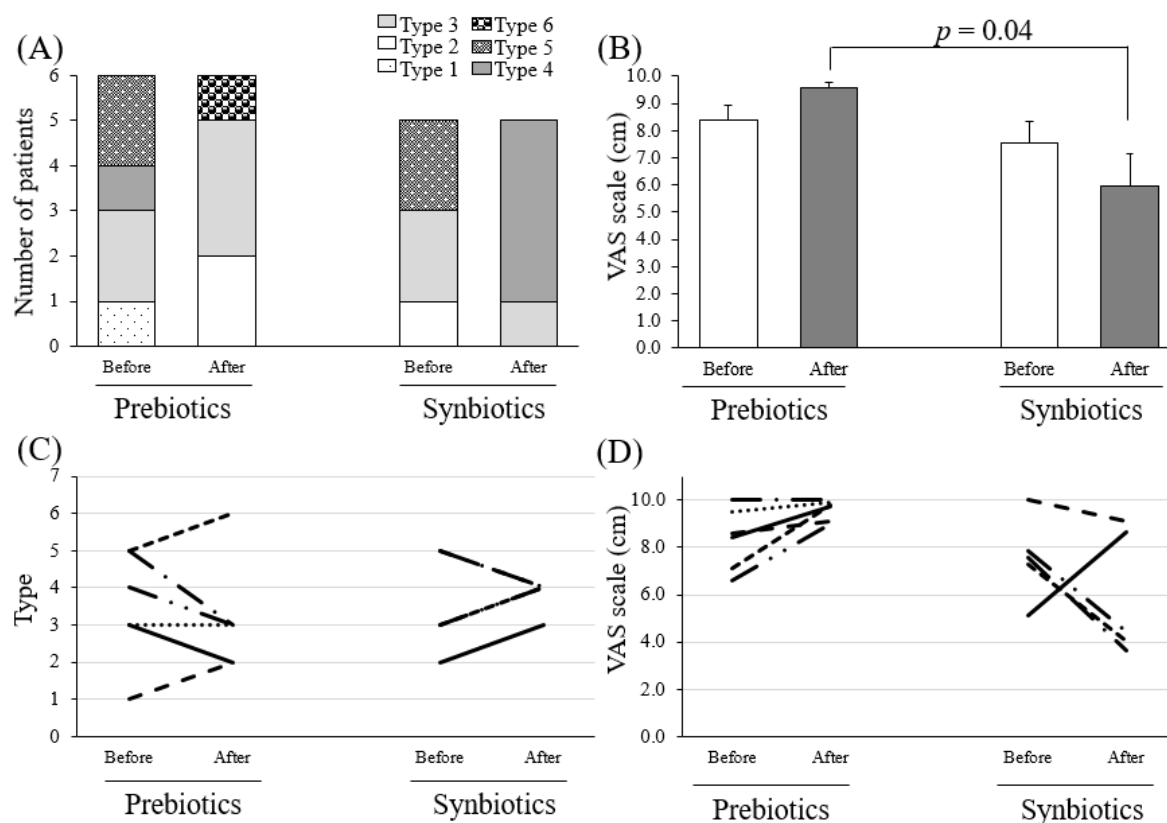 (A)
Type 3 Type 6
Type 2 Type 5
Type 1 Type 4
Number of patients
6
5
4
3
2
1
0
Before After Before After
Prebiotics Synbiotics
(B)
p = 0.04
VAS scale (cm)
10.0
9.0
8.0
7.0
6.0
5.0
4.0
3.0
2.0
1.0
0.0
Before After Before After
Prebiotics Synbiotics
(C)
Type
7
6
5
4
3
2
1
0
Before After Before After
Prebiotics Synbiotics
(D)
VAS scale (cm)
10.0
8.0
6.0
4.0
2.0
0.0
Before After Before After
Prebiotics Synbiotics